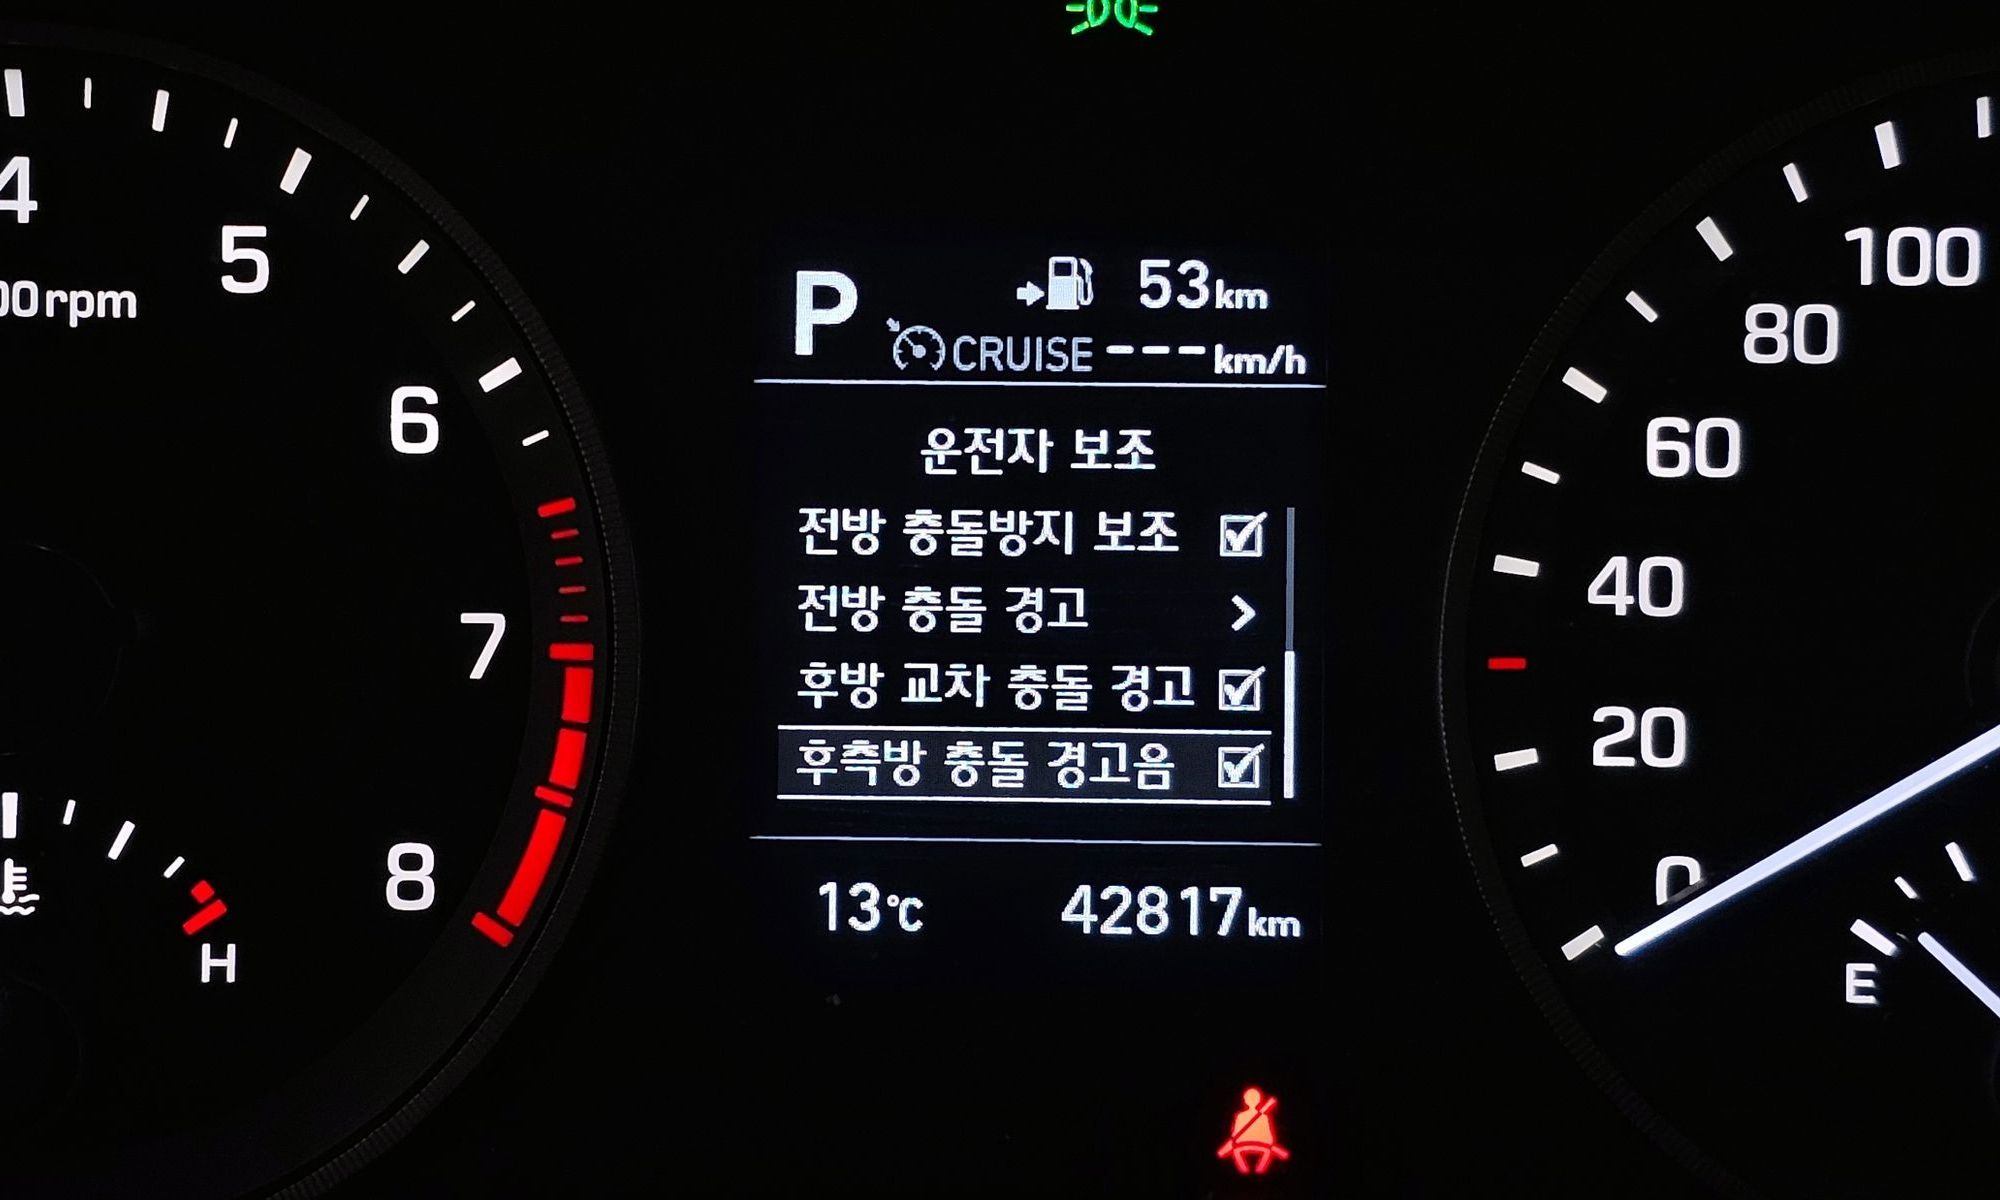 4
5
00rpm
6
7
8
H
P
53km
CRUISE ---km/h
운전자 보조
전방 충돌방지 보조
전방 충돌 경고 >
후방 교차 충돌 경고
후측방 충돌 경고음
13℃ 42817km
100
80
60
40
20
0
E